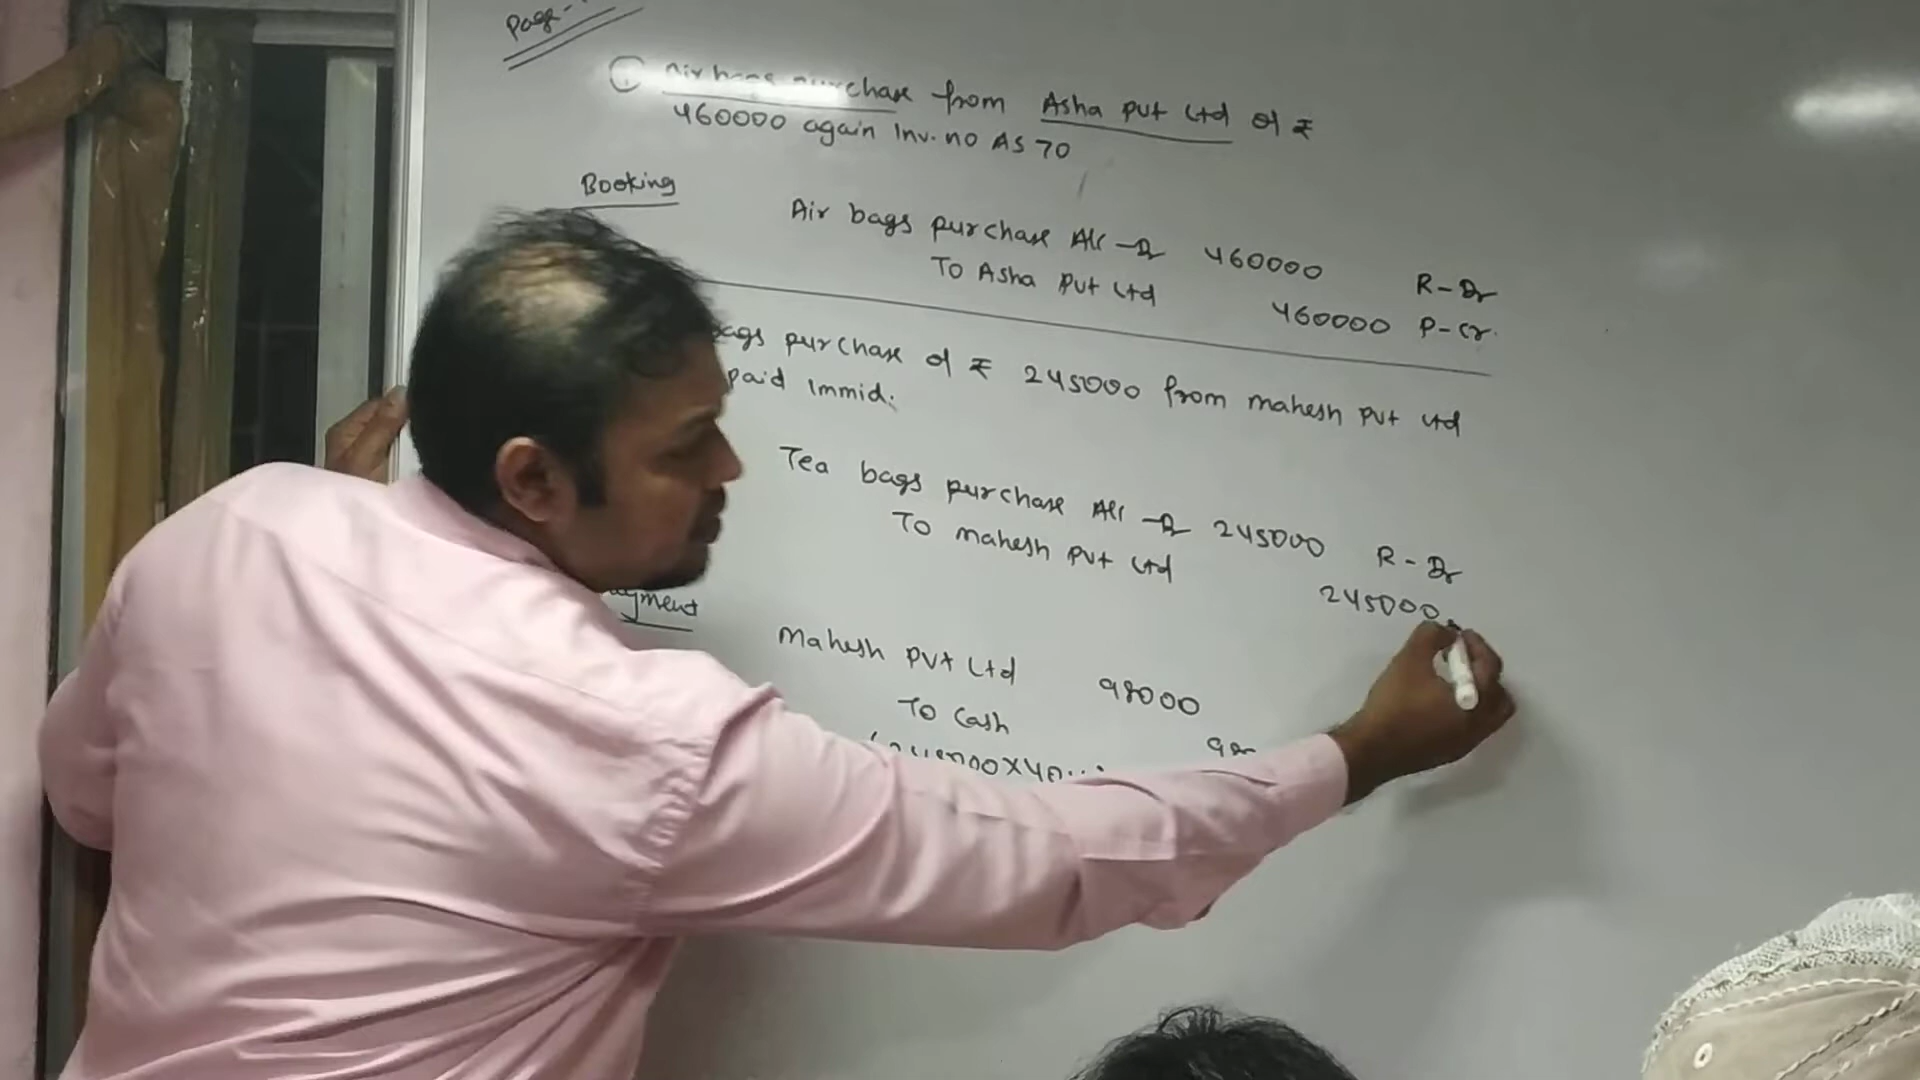 Page-
① Air bags purchase from Asha Pvt Ltd of ₹
460000 again Inv. no AS 70
Booking
Air bags purchase A/c - Dr 460000 R - Dr
To Asha Pvt Ltd 460000 P - Cr.
bags purchase of ₹ 245000 from mahesh Pvt Ltd
paid Immid.
Tea bags purchase A/c - Dr 245000 R - Dr
To mahesh Pvt Ltd 245000
ayment
Mahesh Pvt Ltd 98000
To Cash